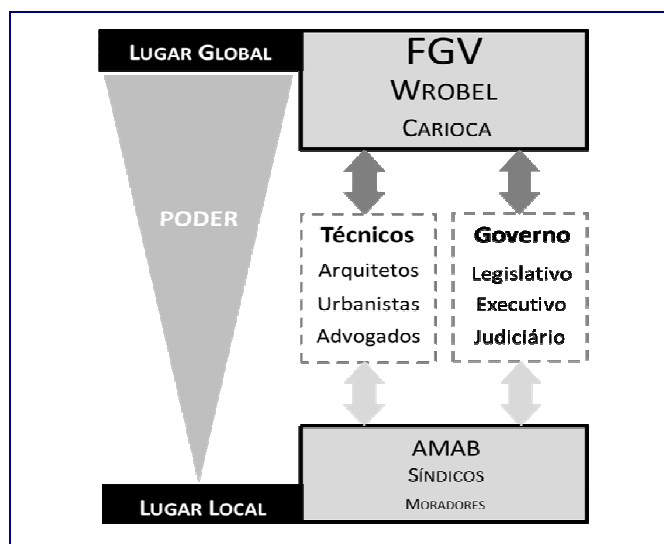 LUGAR GLOBAL
FGV
WROBEL
CARIOCA
PODER
Técnicos
Arquitetos
Urbanistas
Advogados
Governo
Legislativo
Executivo
Judiciário
AMAB
SÍNDICOS
MORADORES
LUGAR LOCAL